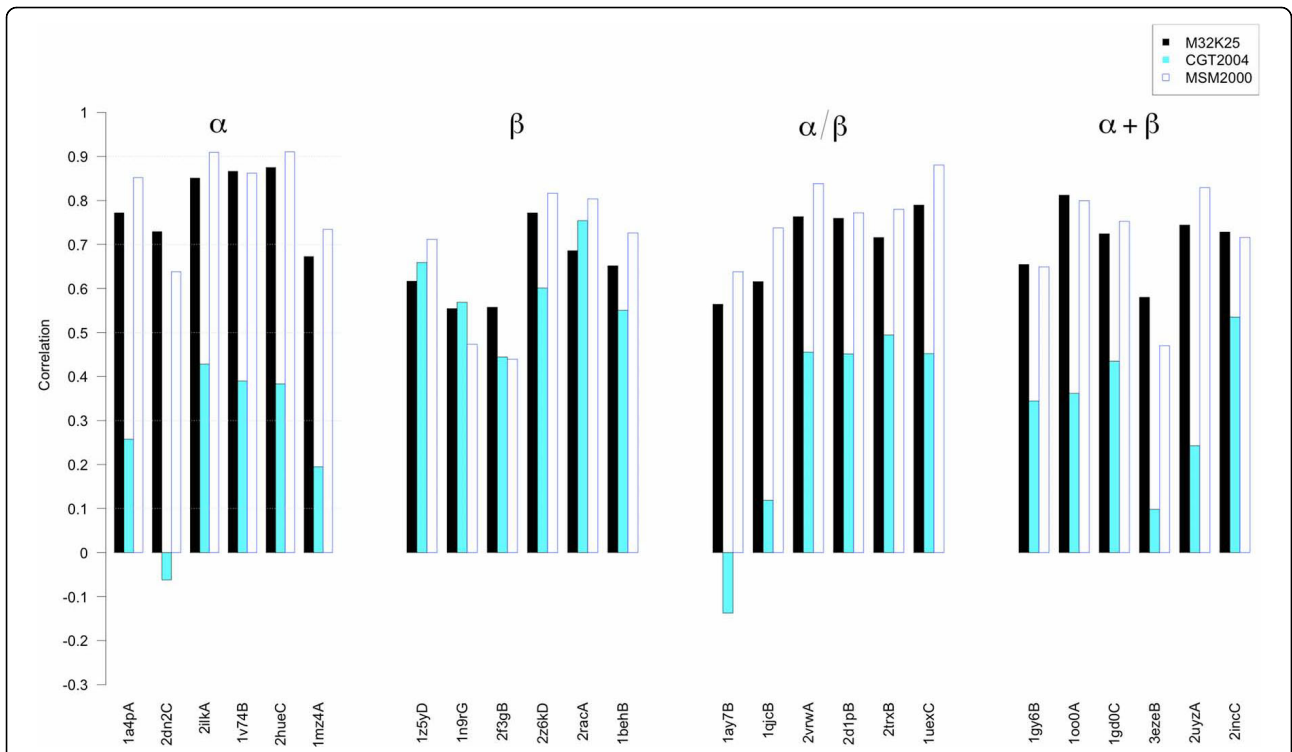 M32K25
CGT2004
MSM2000
α
β
α/β
α + β
Correlation
1
0.9
0.8
0.7
0.6
0.5
0.4
0.3
0.2
0.1
0
-0.1
-0.2
-0.3
1a4pA
2dn2C
2ilkA
1v74B
2hueC
1mz4A
1z5yD
1n9rG
2f3gB
2z6kD
2racA
1behB
1ay7B
1qjcB
2vrwA
2d1pB
2trxB
1uexC
1gy6B
1oo0A
1gd0C
3ezeB
2uyzA
2incC